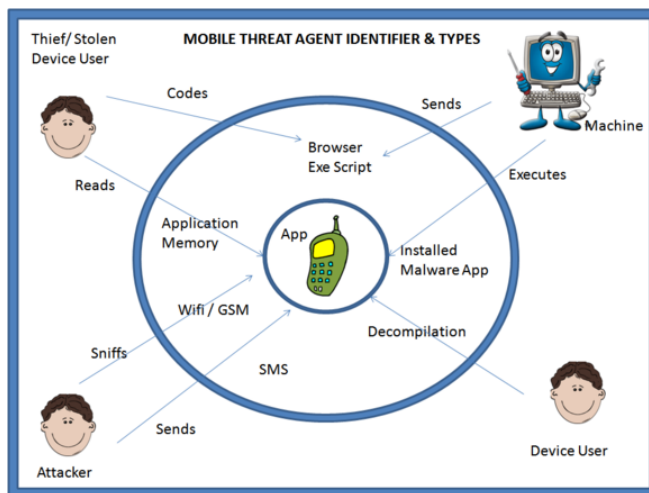 Thief/ Stolen
Device User
MOBILE THREAT AGENT IDENTIFIER & TYPES
Codes
Sends
Machine
Browser
Exe Script
Reads
Executes
Application
Memory
App
Installed
Malware App
Wifi / GSM
Decompilation
Sniffs
SMS
Sends
Attacker
Device User